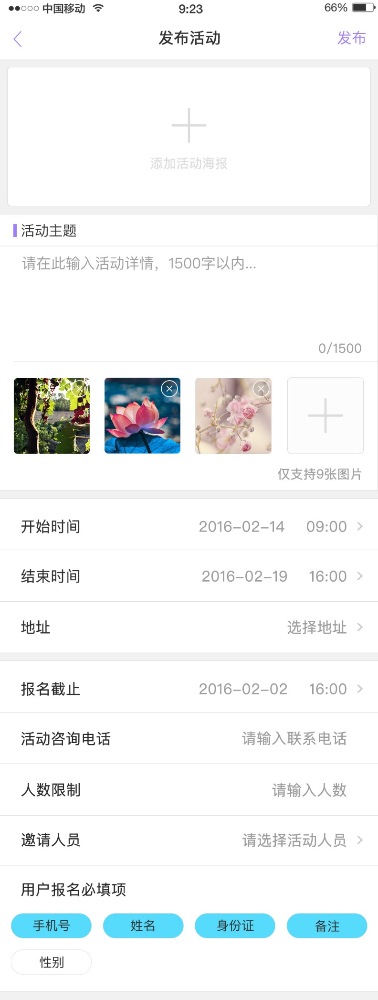 中国移动 9:23 66%
发布活动 发布
添加活动海报
活动主题
请在此输入活动详情，1500字以内...
0/1500
仅支持9张图片
开始时间 2016-02-14 09:00
结束时间 2016-02-19 16:00
地址 选择地址
报名截止 2016-02-02 16:00
活动咨询电话 请输入联系电话
人数限制 请输入人数
邀请人员 请选择活动人员
用户报名必填项
手机号 姓名 身份证 备注
性别